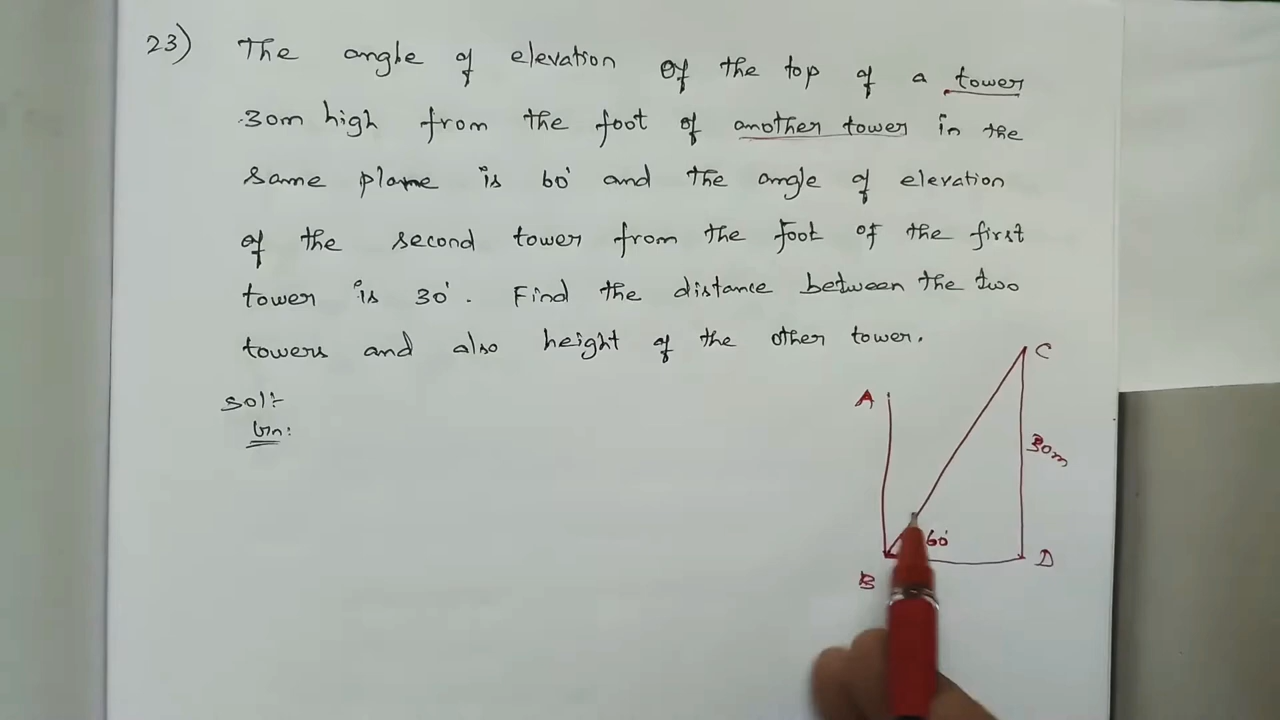 23) The angle of elevation of the top of a tower
30m high from the foot of another tower in the
same plane is 60° and the angle of elevation
of the second tower from the foot of the first
tower is 30°. Find the distance between the two
towers and also height of the other tower.
Sol:-
Gn:
A
C
30m
60°
B
D